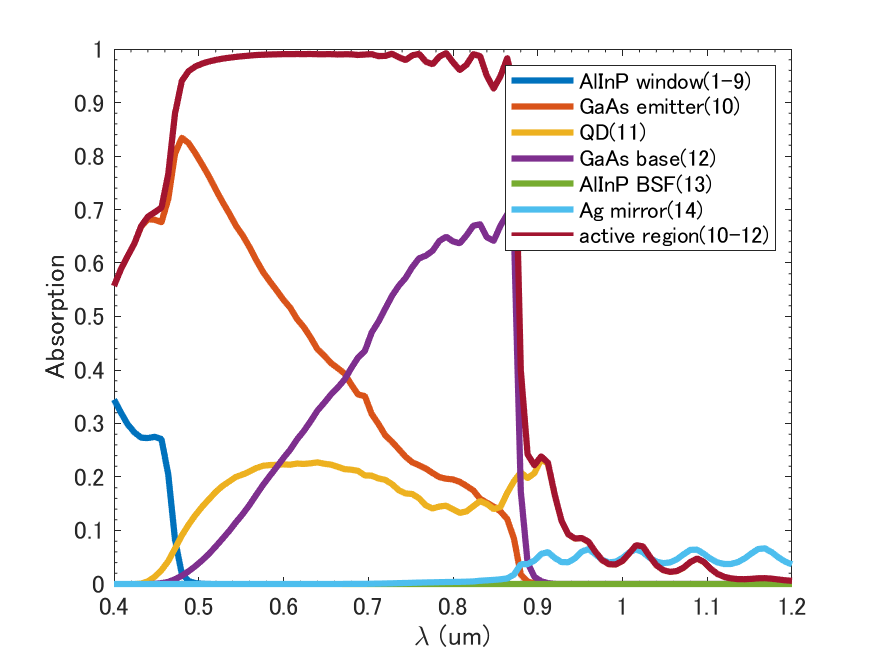 1
0.9
0.8
0.7
0.6
0.5
0.4
0.3
0.2
0.1
0
Absorption
AlInP window(1-9)
GaAs emitter(10)
QD(11)
GaAs base(12)
AlInP BSF(13)
Ag mirror(14)
active region(10-12)
0.4 0.5 0.6 0.7 0.8 0.9 1 1.1 1.2
λ (um)